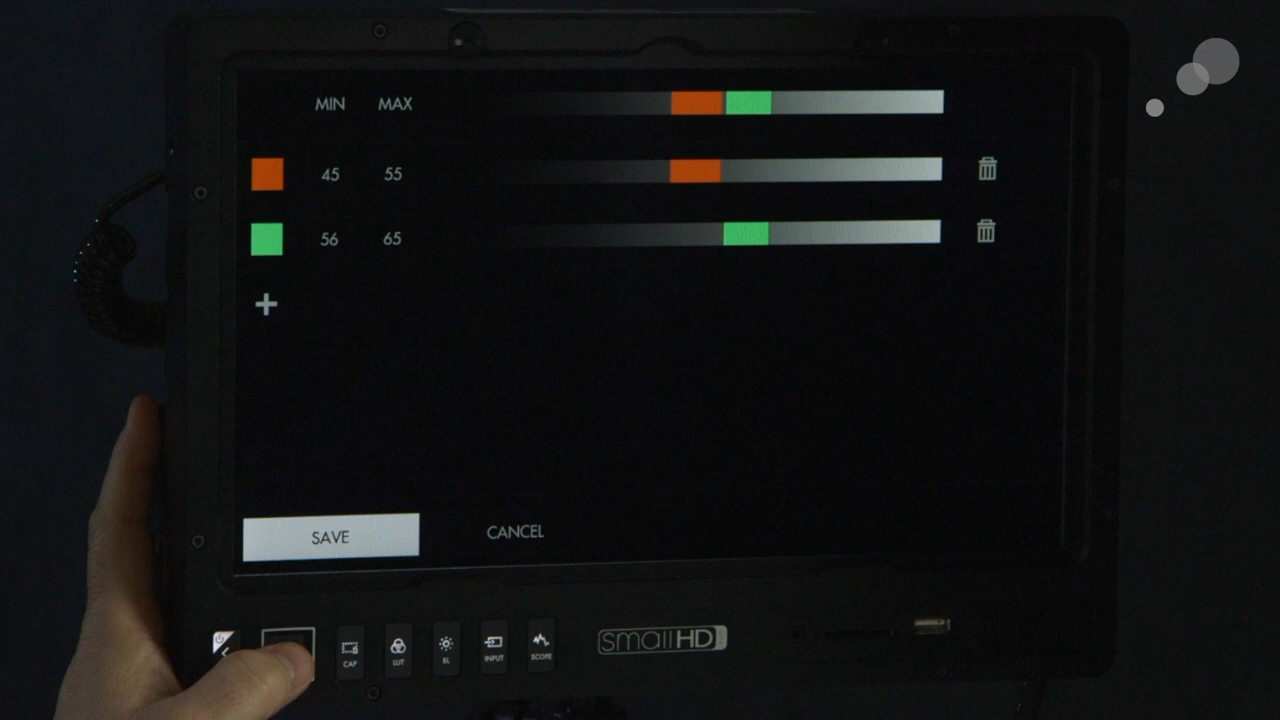 MIN MAX
45 55
56 65
SAVE CANCEL
CAP LUT BL INPUT SCOPE
smallHD